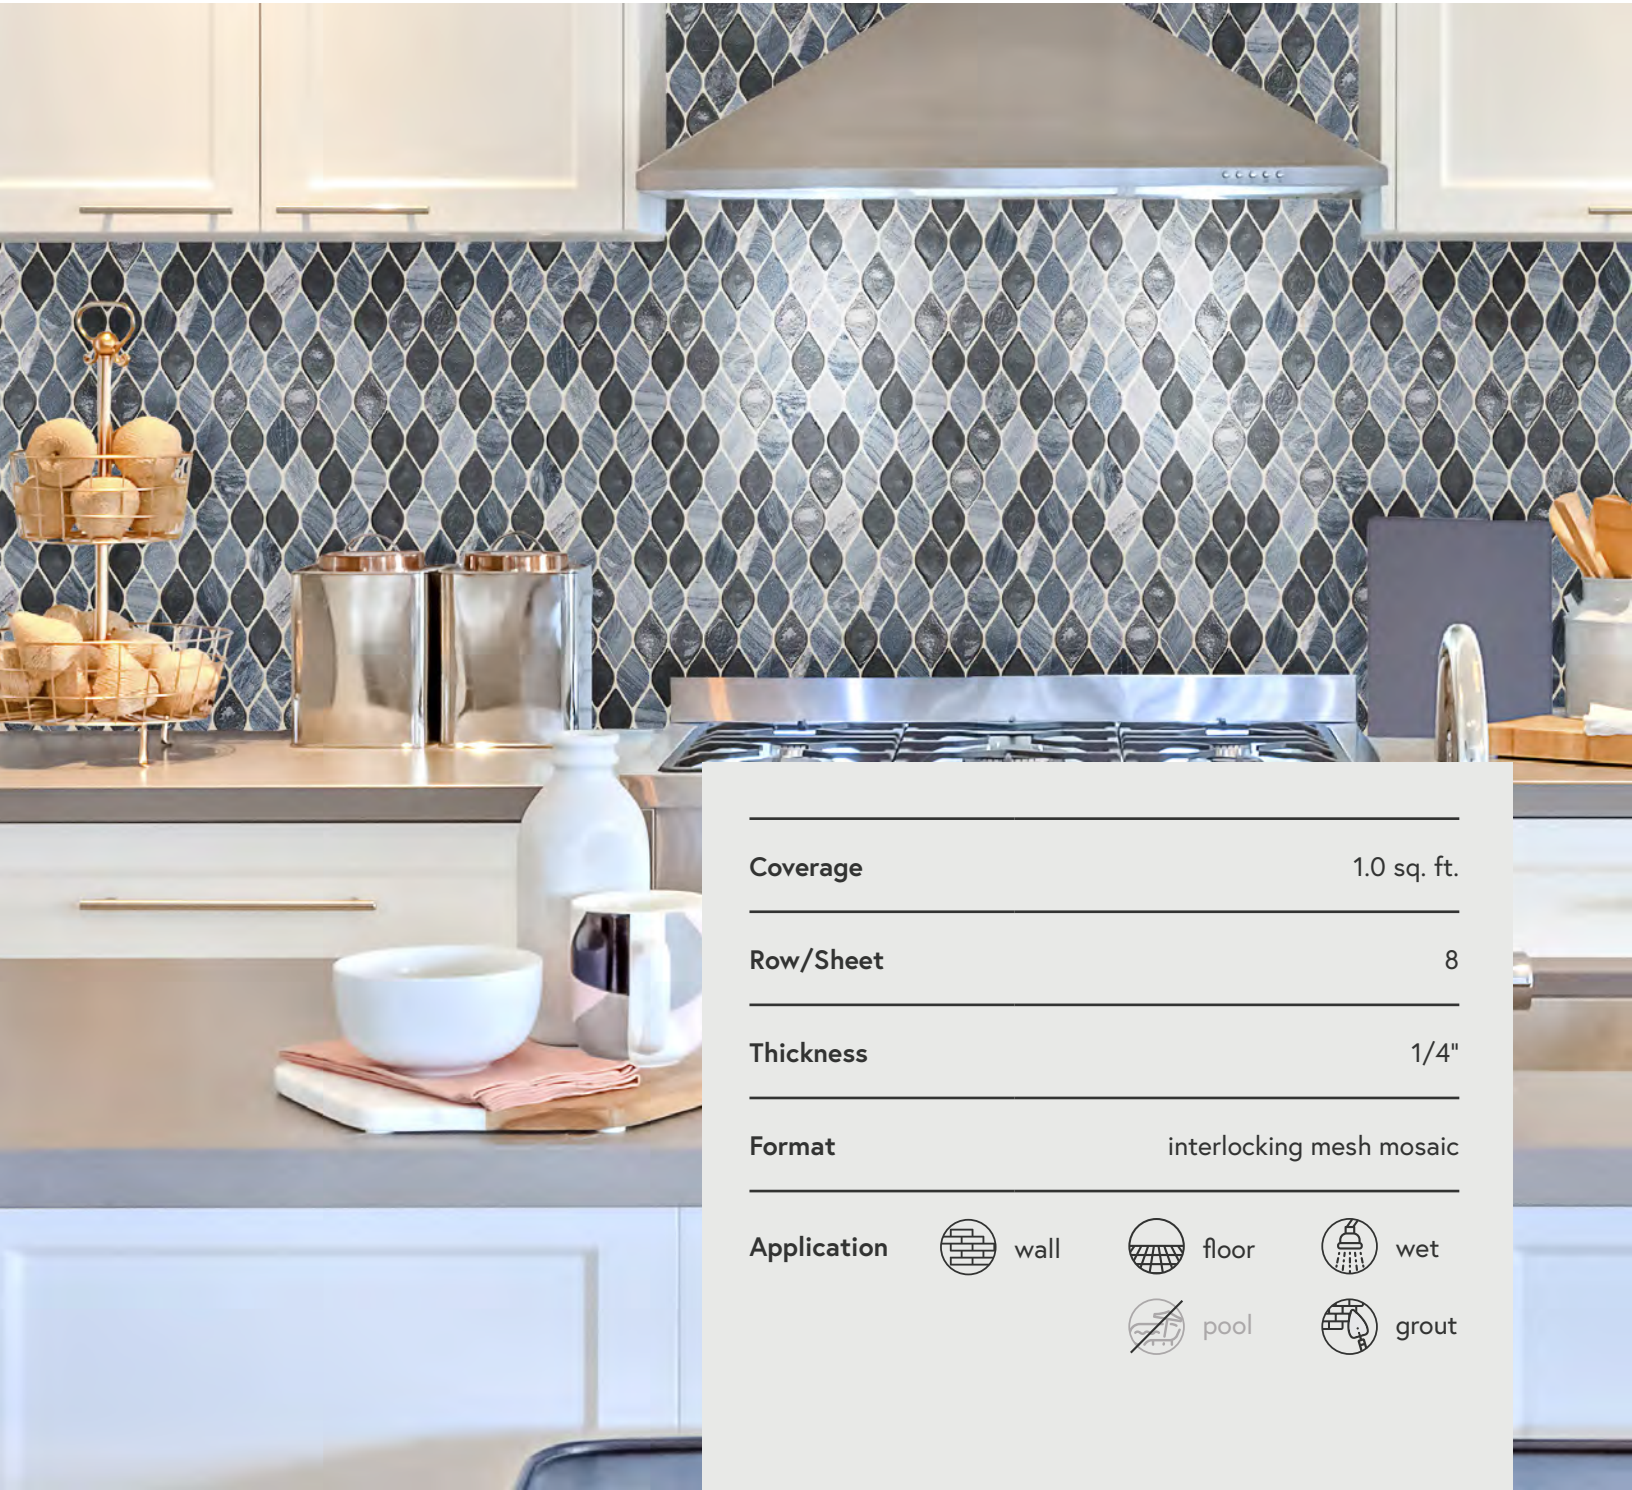 Coverage 1.0 sq. ft.
Row/Sheet 8
Thickness 1/4"
Format interlocking mesh mosaic
Application wall floor wet
pool grout